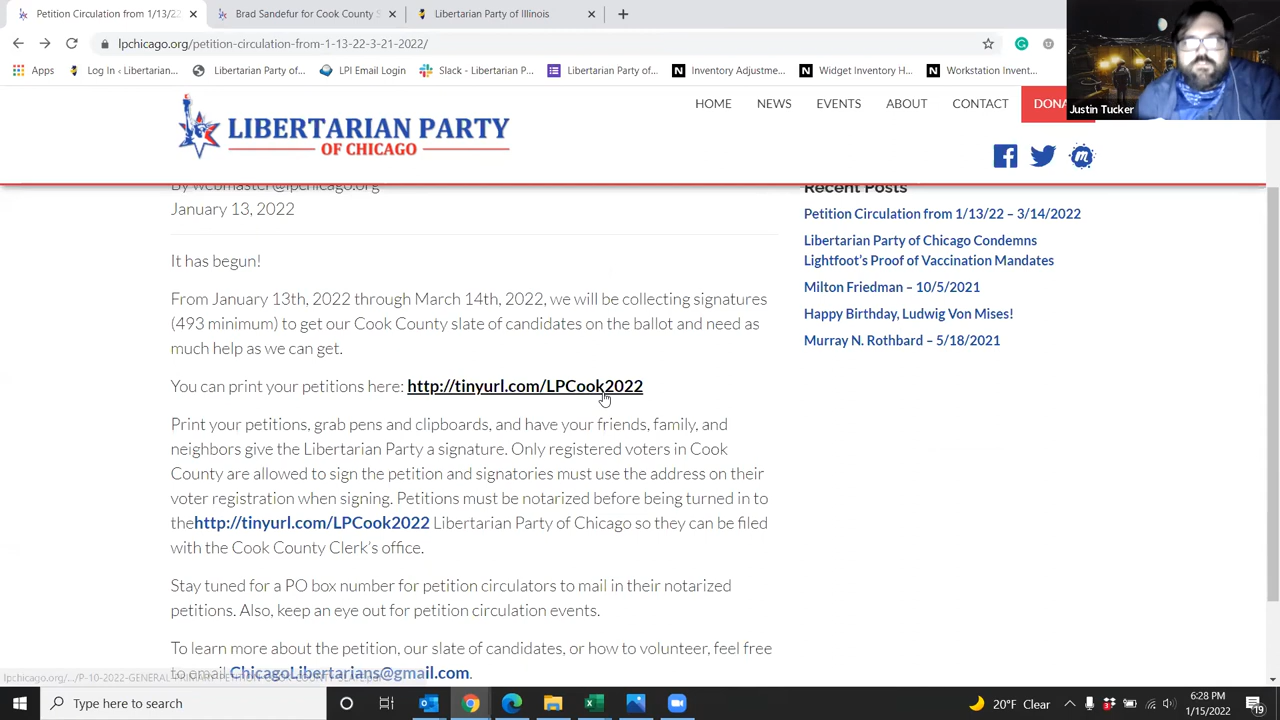 Petition Circulation from 1/13/22
Brad Sandefur for Cook County S
Libertarian Party of Illinois
lpchicago.org/petition-circulation-from-1-13-22-3-21-2022/
Apps
Log In ‹ Libertarian...
Libertarian Party of...
LPI Email Login
Slack - Libertarian P...
Libertarian Party of...
Inventory Adjustme...
Widget Inventory H...
Workstation Invent...
Justin Tucker
LIBERTARIAN PARTY
OF CHICAGO
HOME
NEWS
EVENTS
ABOUT
CONTACT
DONA
By webmaster@lpchicago.org
January 13, 2022
It has begun!
From January 13th, 2022 through March 14th, 2022, we will be collecting signatures
(493 minimum) to get our Cook County slate of candidates on the ballot and need as
much help as we can get.
You can print your petitions here: http://tinyurl.com/LPCook2022
Print your petitions, grab pens and clipboards, and have your friends, family, and
neighbors give the Libertarian Party a signature. Only registered voters in Cook
County are allowed to sign the petition and signatories must use the address on their
voter registration when signing. Petitions must be notarized before being turned in to
thehttp://tinyurl.com/LPCook2022 Libertarian Party of Chicago so they can be filed
with the Cook County Clerk's office.
Stay tuned for a PO box number for petition circulators to mail in their notarized
petitions. Also, keep an eye out for petition circulation events.
To learn more about the petition, our slate of candidates, or how to volunteer, feel free
to email ChicagoLibertarians@gmail.com.
Recent Posts
Petition Circulation from 1/13/22 – 3/14/2022
Libertarian Party of Chicago Condemns
Lightfoot's Proof of Vaccination Mandates
Milton Friedman – 10/5/2021
Happy Birthday, Ludwig Von Mises!
Murray N. Rothbard – 5/18/2021
lpchicago.org/.../P-10-2022-GENERAL-PRIMARY-PETITION-COOK-COUNTY-SLATE.pdf
Type here to search
20°F Clear
6:28 PM
1/15/2022
19